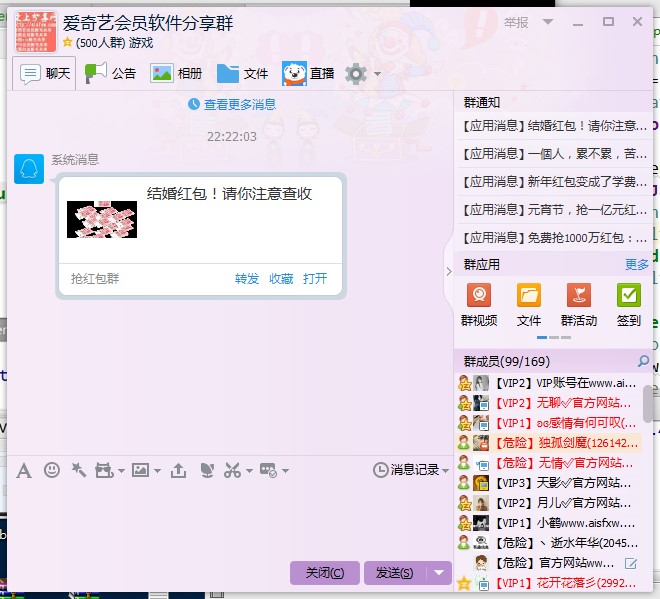 爱奇艺会员软件分享群
举报
(500人群) 游戏
聊天
公告
相册
文件
直播
查看更多消息
22:22:03
系统消息
结婚红包！请你注意查收
抢红包群
转发 收藏 打开
消息记录
关闭(C)
发送(S)
群通知
【应用消息】结婚红包！请你注意...
【应用消息】一個人，累不累，苦...
【应用消息】新年红包变成了学费...
【应用消息】元宵节，抢一亿元红...
【应用消息】免费抢1000万红包：...
群应用
更多
群视频
文件
群活动
签到
群成员(99/169)
【VIP2】VIP账号在www.ai...
【VIP2】无聊✅官方网站...
【VIP1】ʚɞ感情有何可叹(...
【危险】独孤剑魔(126142...
【危险】无情✅官方网站...
【VIP3】天影✅官方网站...
【VIP2】月儿✅官方网站...
【VIP1】小鹤www.aisfxw....
【危险】丶逝水年华(2045...
【危险】官方网站ww...
【VIP1】花开花落彡(2992...